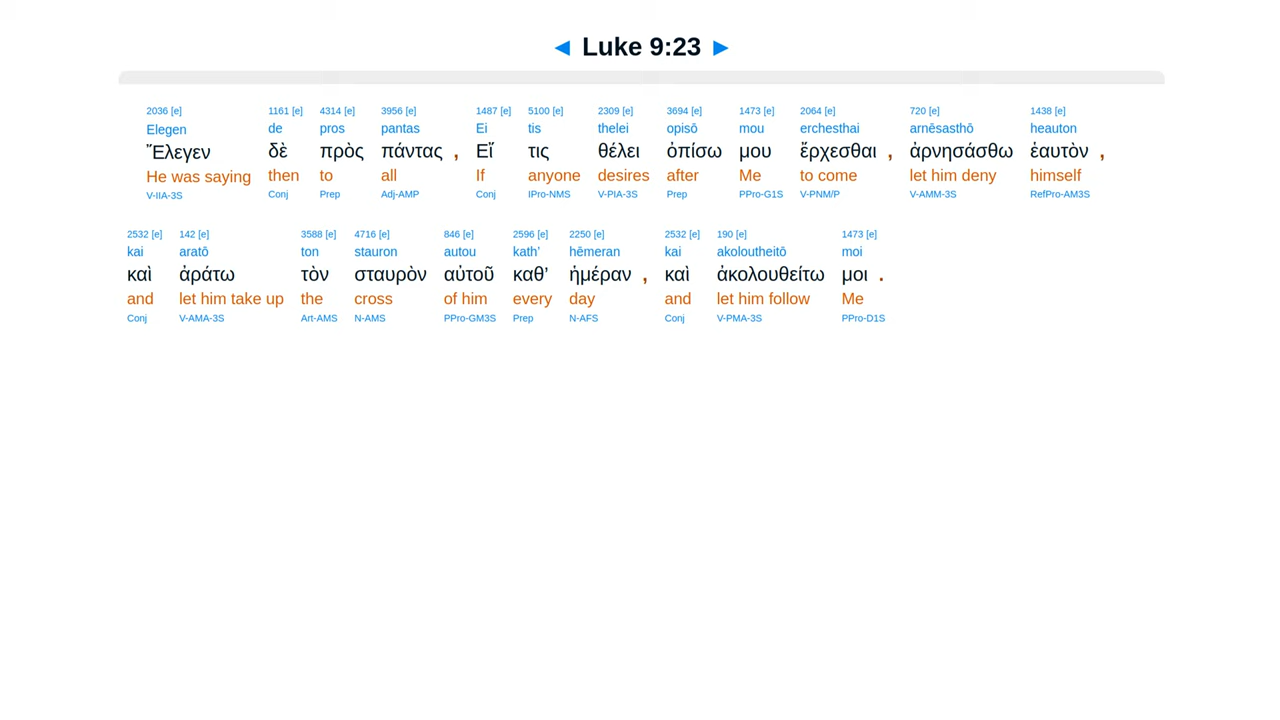 ◄ Luke 9:23 ►
2036 [e] 1161 [e] 4314 [e] 3956 [e] 1487 [e] 5100 [e] 2309 [e] 3694 [e] 1473 [e] 2064 [e] 720 [e] 1438 [e]
Elegen de pros pantas Ei tis thelei opisō mou erchesthai arnēsasthō heauton
Ἔλεγεν δὲ πρὸς πάντας , Εἴ τις θέλει ὀπίσω μου ἔρχεσθαι , ἀρνησάσθω ἑαυτὸν ,
He was saying then to all If anyone desires after Me to come let him deny himself
V-IIA-3S Conj Prep Adj-AMP Conj IPro-NMS V-PIA-3S Prep PPro-G1S V-PNM/P V-AMM-3S RefPro-AM3S
2532 [e] 142 [e] 3588 [e] 4716 [e] 846 [e] 2596 [e] 2250 [e] 2532 [e] 190 [e] 1473 [e]
kai aratō ton stauron autou kath’ hēmeran kai akoloutheitō moi
καὶ ἀράτω τὸν σταυρὸν αὐτοῦ καθ’ ἡμέραν , καὶ ἀκολουθείτω μοι .
and let him take up the cross of him every day and let him follow Me
Conj V-AMA-3S Art-AMS N-AMS PPro-GM3S Prep N-AFS Conj V-PMA-3S PPro-D1S